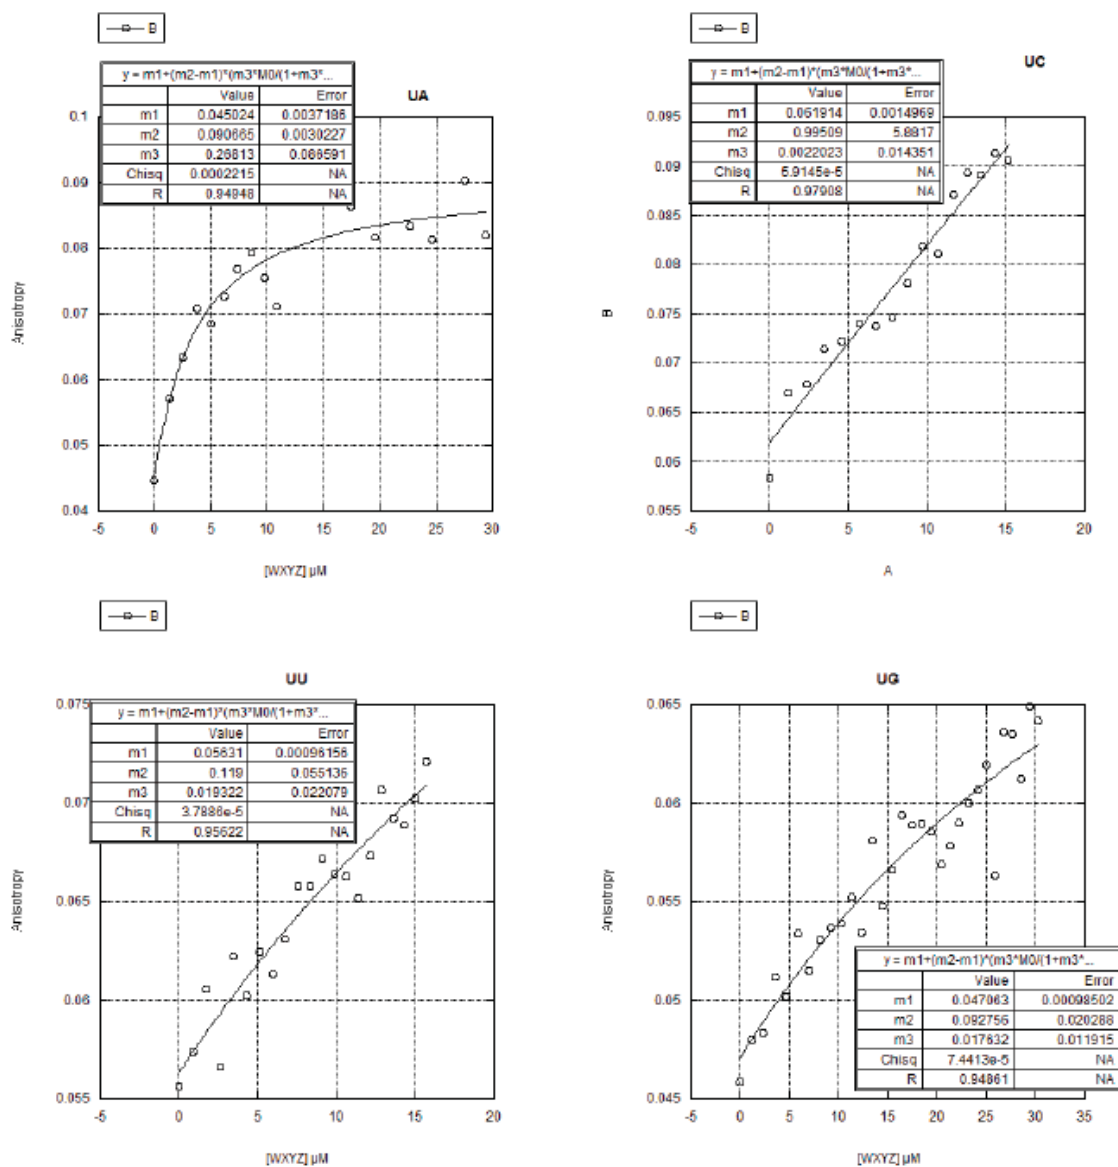 B
y = m1+(m2-m1)*(m3*M0/(1+m3*...
Value Error
m1 0.045024 0.0037186
m2 0.090665 0.0030227
m3 0.26813 0.086591
Chisq 0.0002215 NA
R 0.94948 NA
UA
0.1
0.09
0.08
0.07
0.06
0.05
0.04
-5 0 5 10 15 20 25 30
Anisotropy
[WXYZ] µM
B
y = m1+(m2-m1)*(m3*M0/(1+m3*...
Value Error
m1 0.061914 0.0014969
m2 0.99509 5.8817
m3 0.0022023 0.014351
Chisq 5.9145e-5 NA
R 0.97908 NA
UC
0.095
0.09
0.085
0.08
0.075
0.07
0.065
0.06
0.055
-5 0 5 10 15 20
B
A
B
UU
y = m1+(m2-m1)*(m3*M0/(1+m3*...
Value Error
m1 0.05631 0.00096156
m2 0.119 0.055136
m3 0.019322 0.022079
Chisq 3.7886e-5 NA
R 0.95622 NA
0.075
0.07
0.065
0.06
0.055
0 5 10 15 20
Anisotropy
[WXYZ] µM
B
UG
0.065
0.06
0.055
0.05
0.045
-5 0 5 10 15 20 25 30 35
Anisotropy
y = m1+(m2-m1)*(m3*M0/(1+m3*...
Value Error
m1 0.047063 0.00098502
m2 0.092756 0.020288
m3 0.017632 0.011915
Chisq 7.4413e-5 NA
R 0.94861 NA
[WXYZ] µM